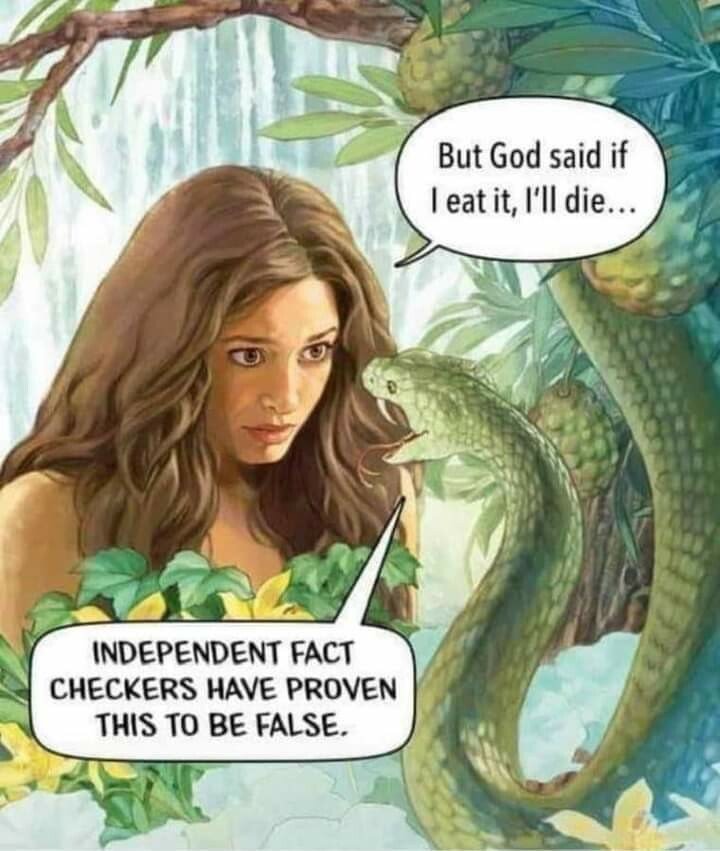 But God said if
I eat it, I'll die...
INDEPENDENT FACT
CHECKERS HAVE PROVEN
THIS TO BE FALSE.